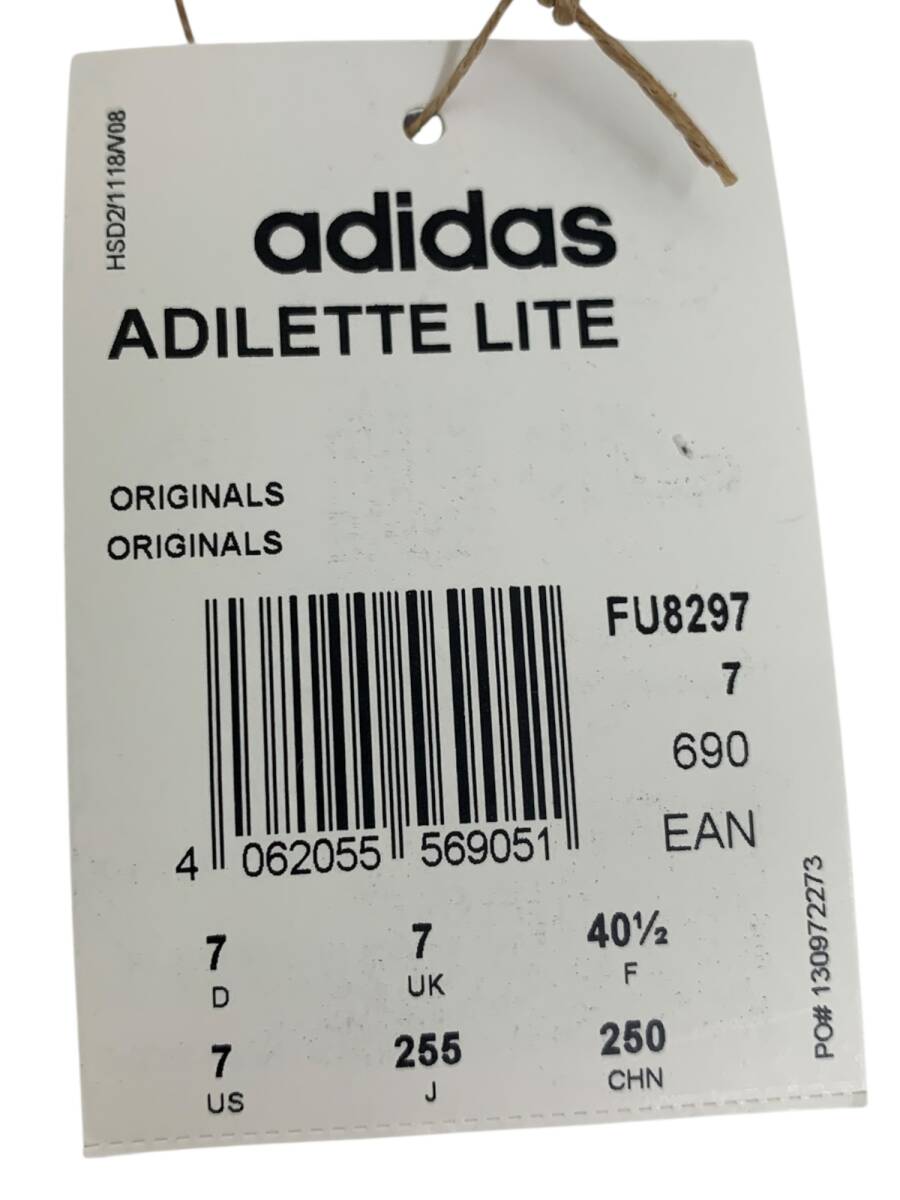 HSD2/1118/V08
adidas
ADILETTE LITE
ORIGINALS
ORIGINALS
FU8297
7
690
EAN
4 062055 569051
7 7 40½
D UK F
7 255 250
US J CHN
PO# 130972273